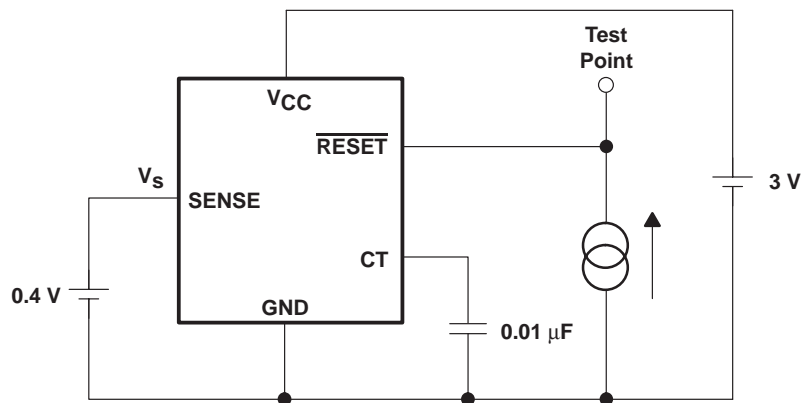 Test
Point
VCC
RESET
3 V
Vs
SENSE
CT
0.4 V
GND
0.01 μF